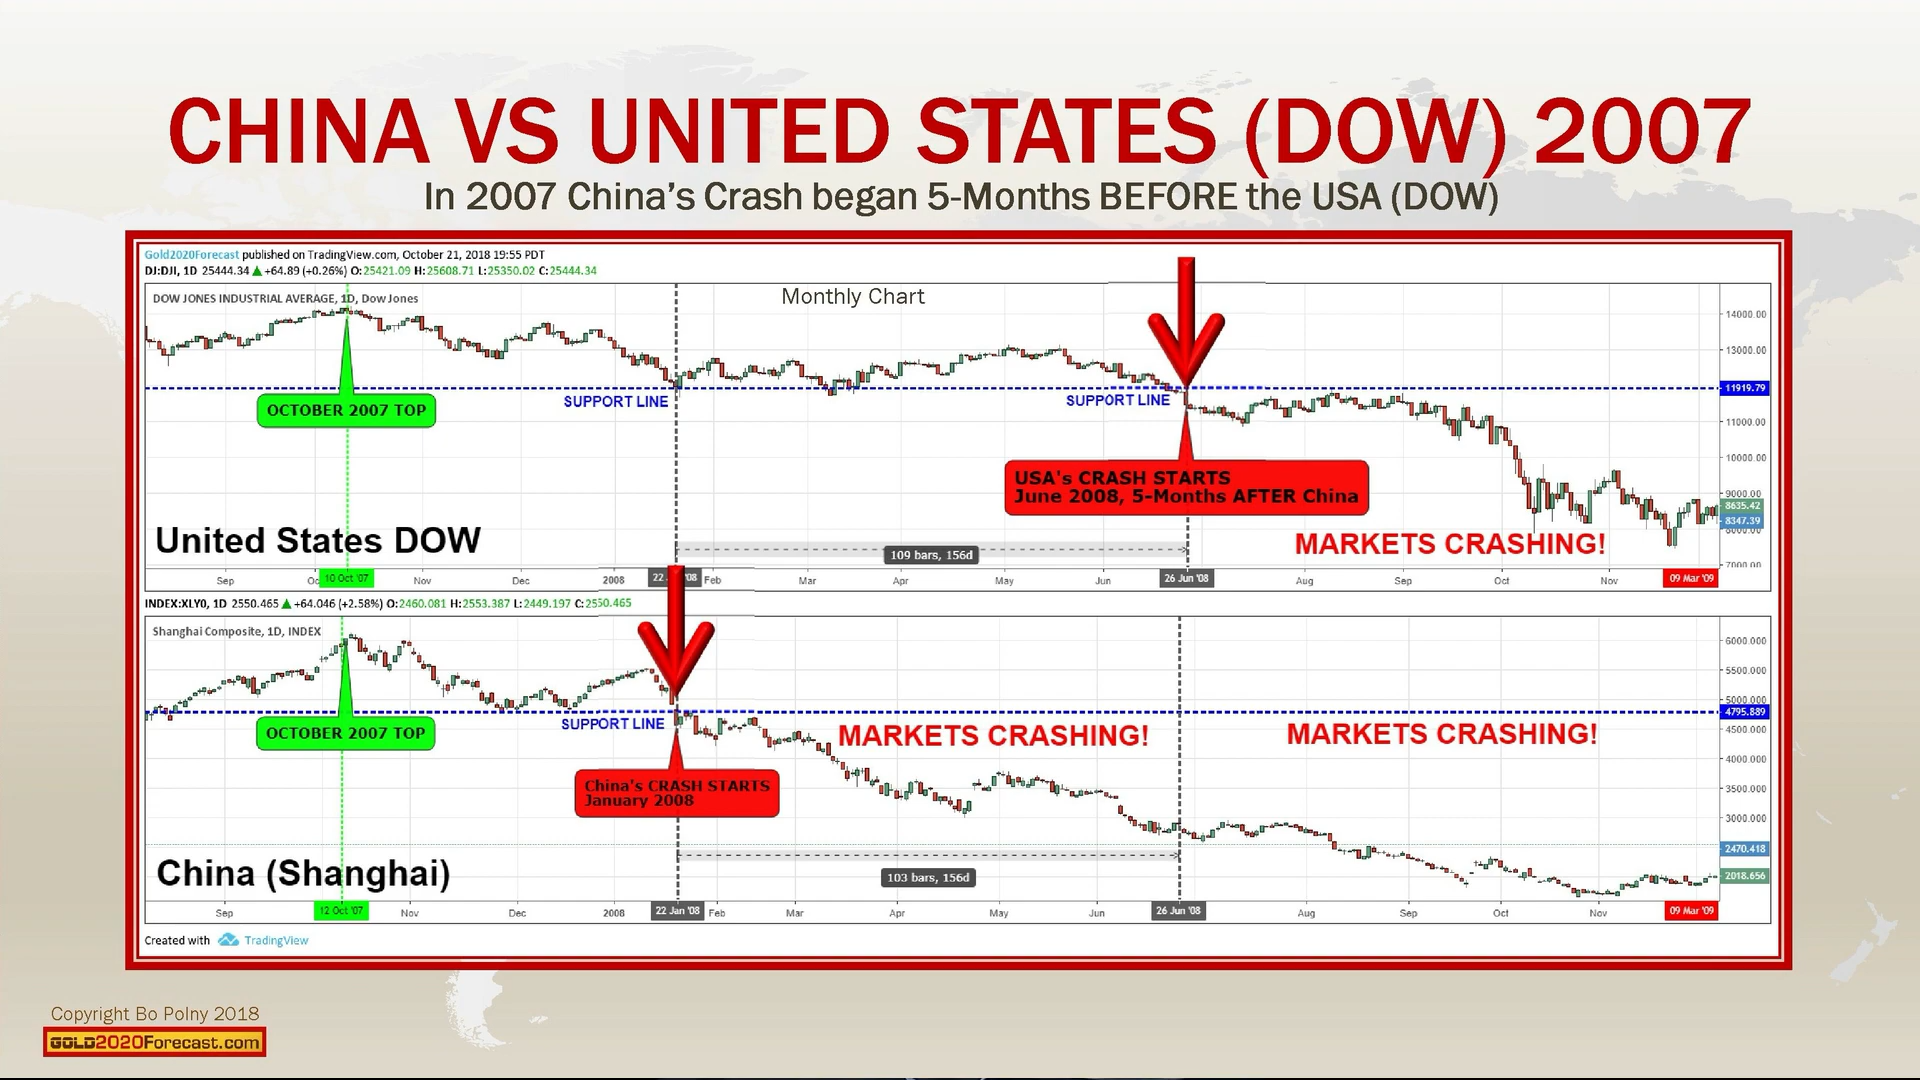 CHINA VS UNITED STATES (DOW) 2007
In 2007 China's Crash began 5-Months BEFORE the USA (DOW)
Gold2020Forecast published on TradingView.com, October 21, 2018 19:55 PDT
DJ:DJI, 1D 25444.34 ▲ +64.89 (+0.26%) O:25421.09 H:25608.71 L:25350.02 C:25444.34
DOW JONES INDUSTRIAL AVERAGE, 1D, Dow Jones
Monthly Chart
14000.00
13000.00
11919.79
SUPPORT LINE
SUPPORT LINE
OCTOBER 2007 TOP
11000.00
10000.00
USA's CRASH STARTS
June 2008, 5-Months AFTER China
9000.00
8635.42
8347.39
8000.00
United States DOW
MARKETS CRASHING!
109 bars, 156d
7000.00
Sep
10 Oct '07
Nov
Dec
2008
22
'08
Feb
Mar
Apr
May
Jun
26 Jun '08
Aug
Sep
Oct
Nov
09 Mar '09
INDEX:XLY0, 1D 2550.465 ▲ +64.046 (+2.58%) O:2460.081 H:2553.387 L:2449.197 C:2550.465
Shanghai Composite, 1D, INDEX
6000.000
5500.000
5000.000
4795.889
SUPPORT LINE
OCTOBER 2007 TOP
4500.000
MARKETS CRASHING!
MARKETS CRASHING!
4000.000
China's CRASH STARTS
January 2008
3500.000
3000.000
2470.418
2018.656
China (Shanghai)
103 bars, 156d
Sep
12 Oct '07
Nov
Dec
2008
22 Jan '08
Feb
Mar
Apr
May
Jun
26 Jun '08
Aug
Sep
Oct
Nov
09 Mar '09
Created with TradingView
Copyright Bo Polny 2018
GOLD2020Forecast.com